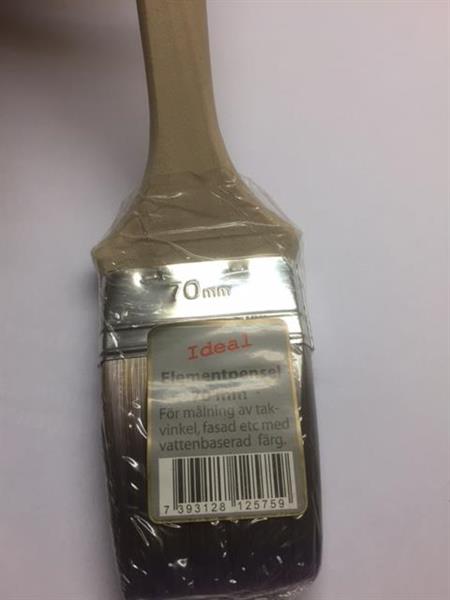 70mm
Ideal
Elementpensel
70 mm
För målning av tak-
vinkel, fasad etc med
vattenbaserad färg.
7 393128 125759